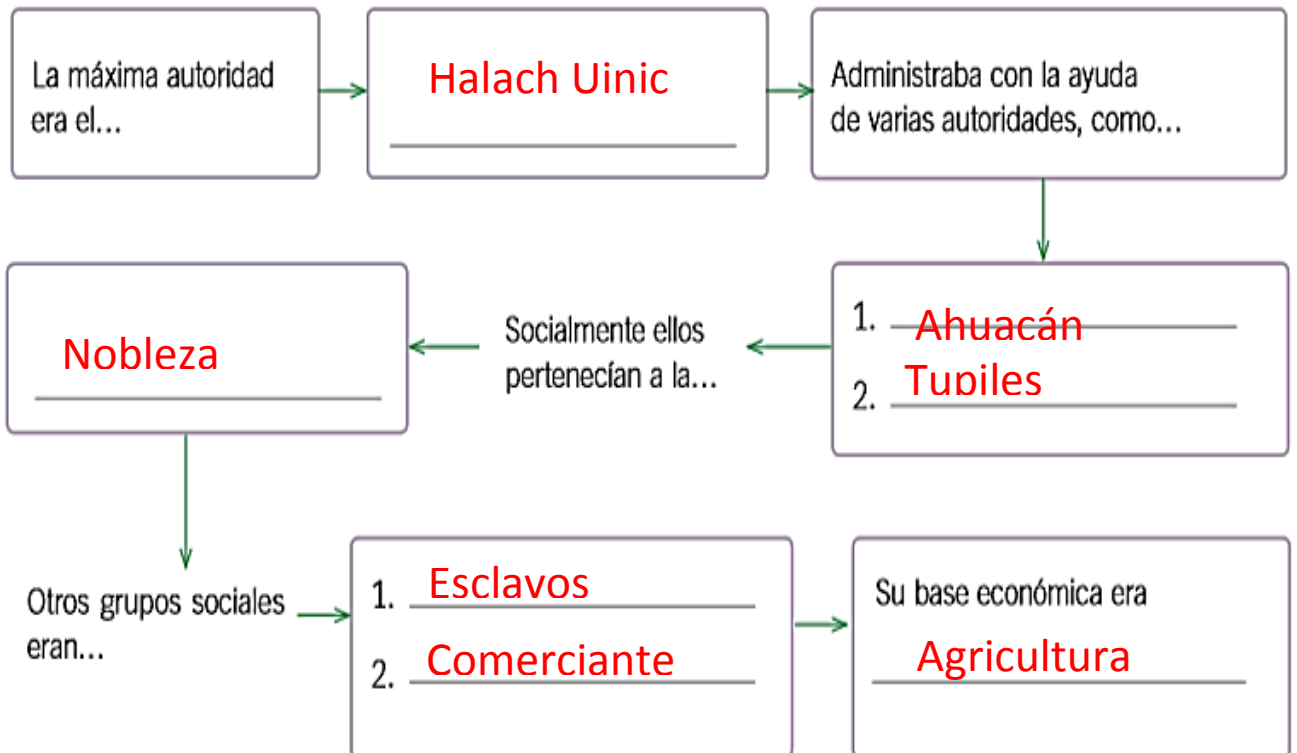 La máxima autoridad
era el...
Halach Uinic
Administraba con la ayuda
de varias autoridades, como...
1. Ahuacán
2. Tupiles
Socialmente ellos
pertenecían a la...
Nobleza
Otros grupos sociales
eran...
1. Esclavos
2. Comerciante
Su base económica era
Agricultura